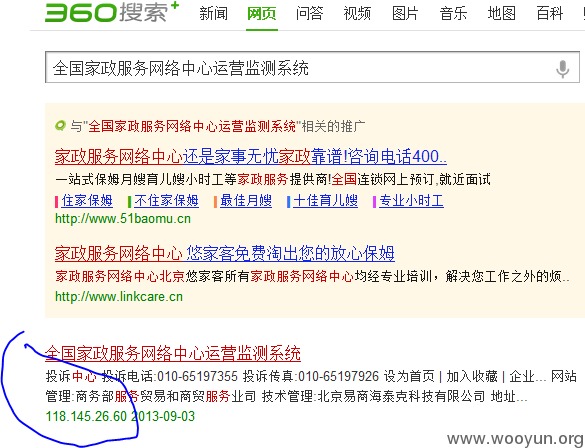 360搜索+ 新闻 网页 问答 视频 图片 音乐 地图 百科
全国家政服务网络中心运营监测系统
与"全国家政服务网络中心运营监测系统"相关的推广
家政服务网络中心还是家事无忧家政靠谱!咨询电话400..
一站式保姆月嫂育儿嫂小时工等家政服务提供商!全国连锁网上预订,就近面试
住家保姆 不住家保姆 最佳月嫂 十佳育儿嫂 专业小时工
http://www.51baomu.cn
家政服务网络中心 悠家客免费淘出您的放心保姆
家政服务网络中心北京悠家客所有家政服务网络中心均经专业培训，解决您工作之外的烦..
http://www.linkcare.cn
全国家政服务网络中心运营监测系统
投诉中心 投诉电话:010-65197355 投诉传真:010-65197926 设为首页 | 加入收藏 | 企业... 网站
管理:商务部服务贸易和商贸服务业司 技术管理:北京易商海泰克科技有限公司 地址...
118.145.26.60 2013-09-03
www.wooyun.org